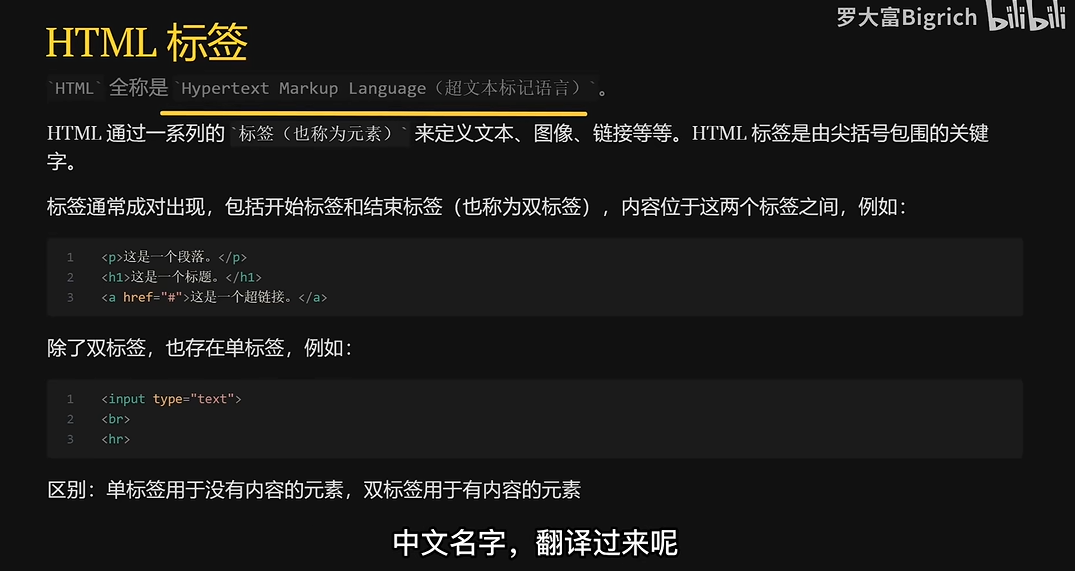 罗大富Bigrich bilibili
HTML 标签
`HTML` 全称是 `Hypertext Markup Language（超文本标记语言）`。
HTML 通过一系列的 `标签（也称为元素）` 来定义文本、图像、链接等等。HTML 标签是由尖括号包围的关键
字。
标签通常成对出现，包括开始标签和结束标签（也称为双标签），内容位于这两个标签之间，例如：
1 <p>这是一个段落。</p>
2 <h1>这是一个标题。</h1>
3 <a href="#">这是一个超链接。</a>
除了双标签，也存在单标签，例如：
1 <input type="text">
2 <br>
3 <hr>
区别：单标签用于没有内容的元素，双标签用于有内容的元素
中文名字，翻译过来呢